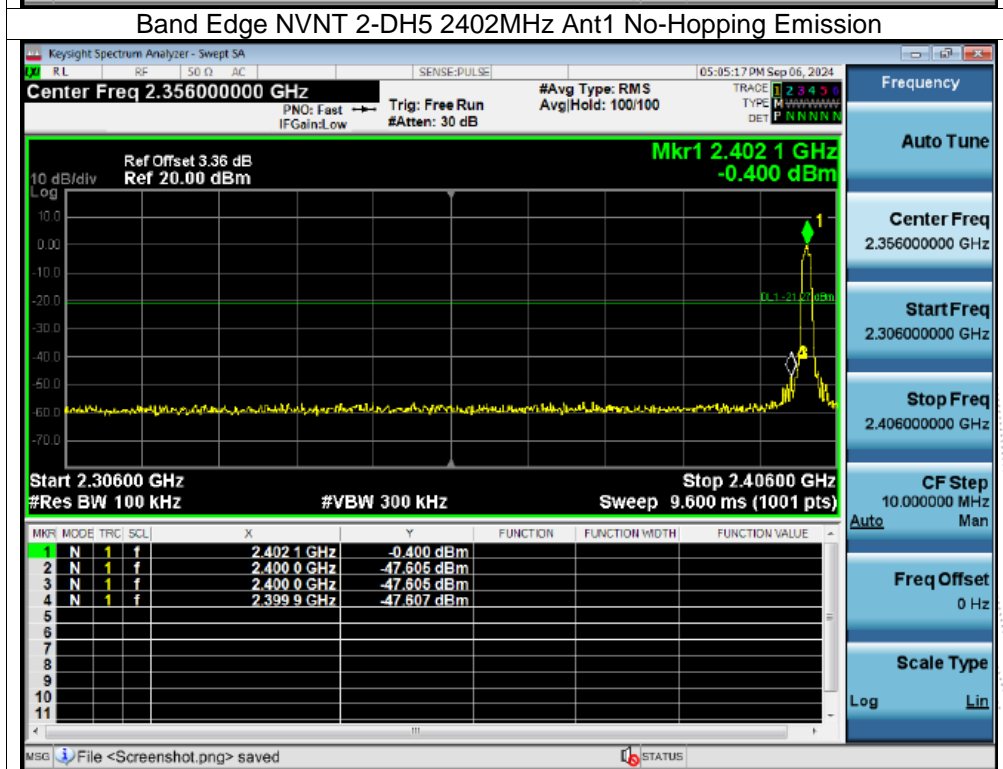 Band Edge NVNT 2-DH5 2402MHz Ant1 No-Hopping Emission
Keysight Spectrum Analyzer - Swept SA
LXI RL RF 50 Ω AC SENSE:PULSE 05:05:17 PM Sep 06, 2024
Center Freq 2.356000000 GHz #Avg Type: RMS TRACE 1 2 3 4 5 6
PNO: Fast Trig: Free Run Avg|Hold: 100/100 TYPE M WWWWW
IFGain:Low #Atten: 30 dB DET P N N N N N
Mkr1 2.402 1 GHz
Ref Offset 3.36 dB
10 dB/div Ref 20.00 dBm -0.400 dBm
Log
10.0
1
0.00
-10.0
-20.0
DL1 -21.27 dBm
-30.0
-40.0
-50.0
-60.0
-70.0
Start 2.30600 GHz Stop 2.40600 GHz
#Res BW 100 kHz #VBW 300 kHz Sweep 9.600 ms (1001 pts)
MKR MODE TRC SCL X Y FUNCTION FUNCTION WIDTH FUNCTION VALUE
1 N 1 f 2.402 1 GHz -0.400 dBm
2 N 1 f 2.400 0 GHz -47.605 dBm
3 N 1 f 2.400 0 GHz -47.605 dBm
4 N 1 f 2.399 9 GHz -47.607 dBm
5
6
7
8
9
10
11
MSG File <Screenshot.png> saved STATUS
Frequency
Auto Tune
Center Freq
2.356000000 GHz
Start Freq
2.306000000 GHz
Stop Freq
2.406000000 GHz
CF Step
10.000000 MHz
Auto Man
Freq Offset
0 Hz
Scale Type
Log Lin